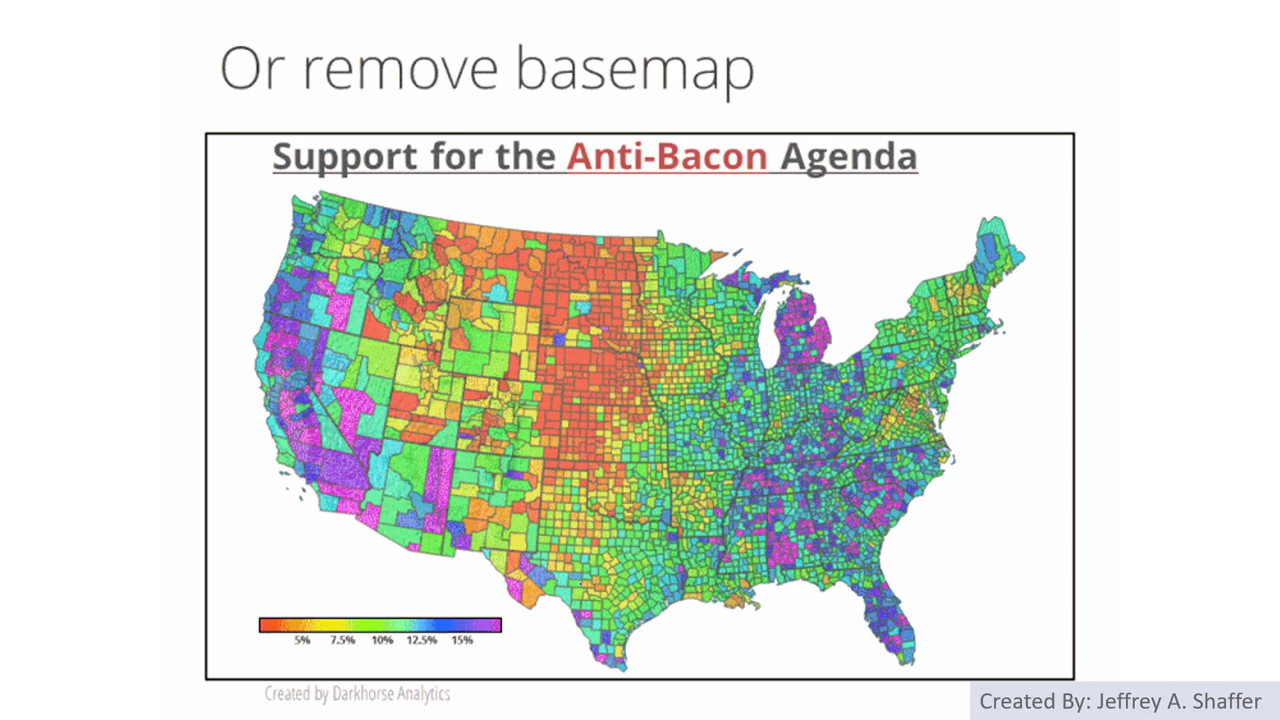 Or remove basemap
Support for the Anti-Bacon Agenda
5% 7.5% 10% 12.5% 15%
Created by Darkhorse Analytics
Created By: Jeffrey A. Shaffer